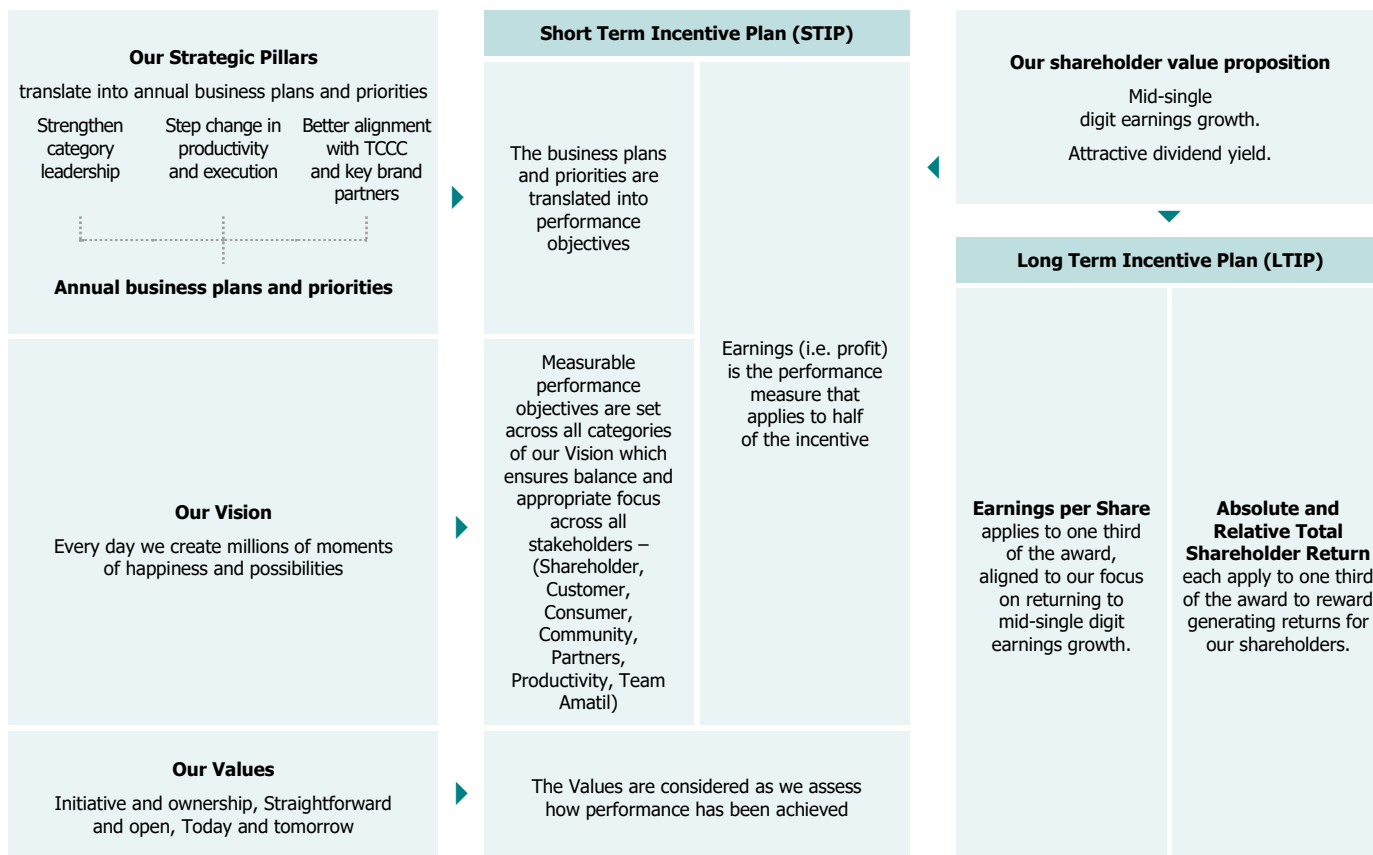 Our Strategic Pillars
translate into annual business plans and priorities
Strengthen
category
leadership
Step change in
productivity
and execution
Better alignment
with TCCC
and key brand
partners
Annual business plans and priorities
Our Vision
Every day we create millions of moments
of happiness and possibilities
Our Values
Initiative and ownership, Straightforward
and open, Today and tomorrow
Short Term Incentive Plan (STIP)
The business plans
and priorities are
translated into
performance
objectives
Measurable
performance
objectives are set
across all categories
of our Vision which
ensures balance and
appropriate focus
across all
stakeholders –
(Shareholder,
Customer,
Consumer,
Community,
Partners,
Productivity, Team
Amatil)
Earnings (i.e. profit)
is the performance
measure that
applies to half
of the incentive
The Values are considered as we assess
how performance has been achieved
Our shareholder value proposition
Mid-single
digit earnings growth.
Attractive dividend yield.
Long Term Incentive Plan (LTIP)
Earnings per Share
applies to one third
of the award,
aligned to our focus
on returning to
mid-single digit
earnings growth.
Absolute and
Relative Total
Shareholder Return
each apply to one third
of the award to reward
generating returns for
our shareholders.